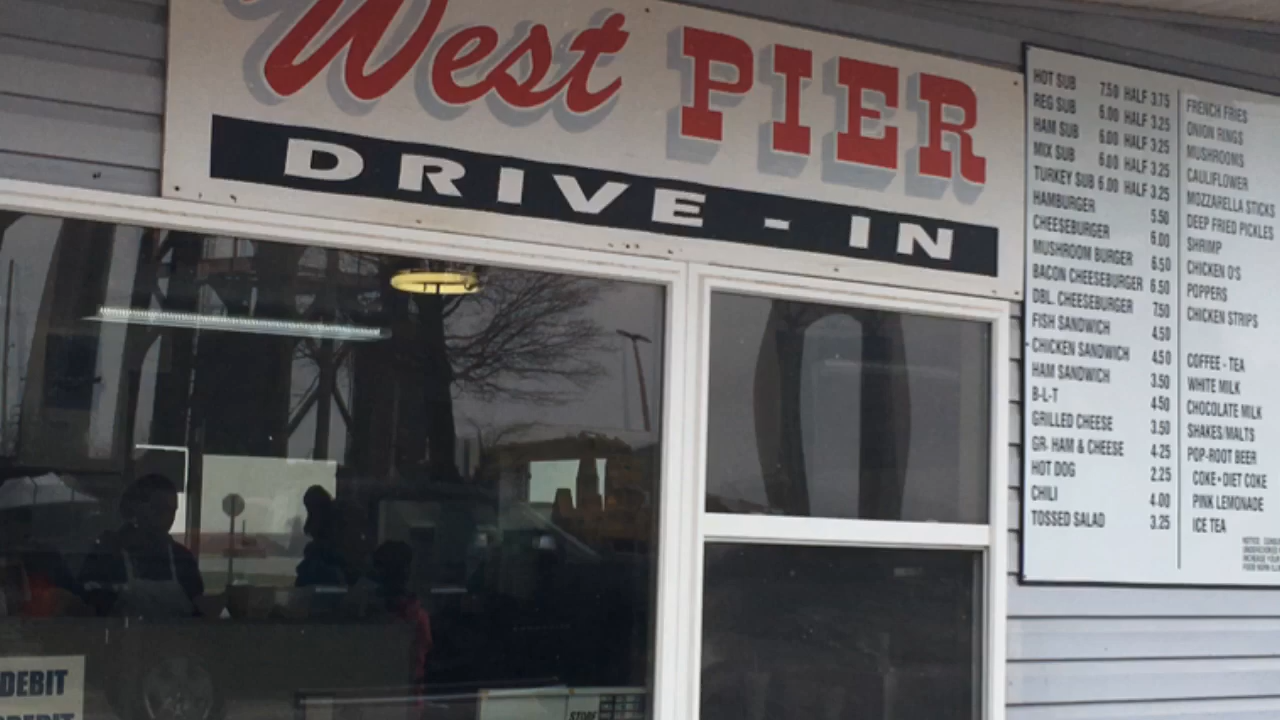 West PIER
DRIVE - IN
HOT SUB 7.50 HALF 3.75
REG SUB 6.00 HALF 3.25
HAM SUB 6.00 HALF 3.25
MIX SUB 6.00 HALF 3.25
TURKEY SUB 6.00 HALF 3.25
HAMBURGER 5.50
CHEESEBURGER 6.00
MUSHROOM BURGER 6.50
BACON CHEESEBURGER 6.50
DBL. CHEESEBURGER 7.50
FISH SANDWICH 4.50
CHICKEN SANDWICH 4.50
HAM SANDWICH 3.50
B-L-T 4.50
GRILLED CHEESE 3.50
GR. HAM & CHEESE 4.25
HOT DOG 2.25
CHILI 4.00
TOSSED SALAD 3.25
FRENCH FRIES
ONION RINGS
MUSHROOMS
CAULIFLOWER
MOZZARELLA STICKS
DEEP FRIED PICKLES
SHRIMP
CHICKEN O'S
POPPERS
CHICKEN STRIPS
COFFEE - TEA
WHITE MILK
CHOCOLATE MILK
SHAKES/MALTS
POP-ROOT BEER
COKE • DIET COKE
PINK LEMONADE
ICE TEA
DEBIT